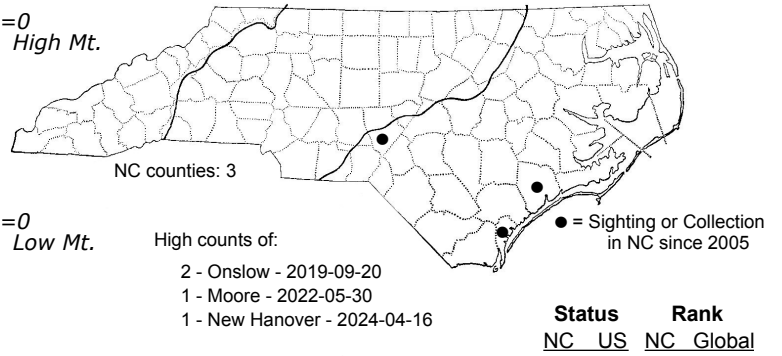 =0
High Mt.
NC counties: 3
=0
Low Mt.
High counts of:
2 - Onslow - 2019-09-20
1 - Moore - 2022-05-30
1 - New Hanover - 2024-04-16
● = Sighting or Collection
in NC since 2005
Status Rank
NC US NC Global